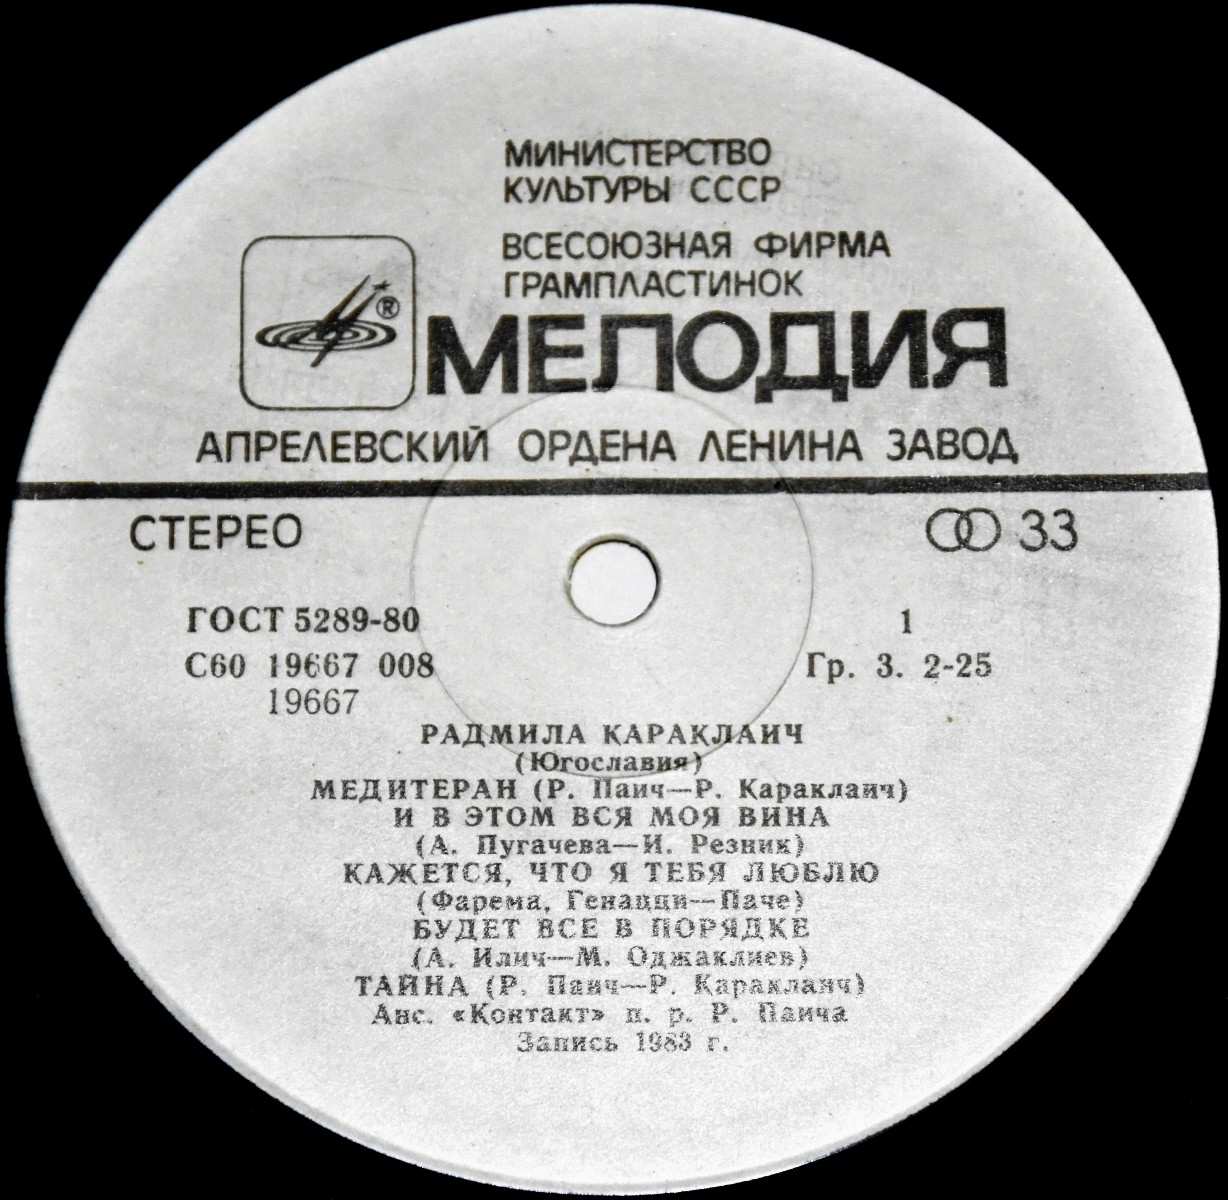 МИНИСТЕРСТВО
КУЛЬТУРЫ СССР
ВСЕСОЮЗНАЯ ФИРМА
ГРАМПЛАСТИНОК
®
МЕЛОДИЯ
АПРЕЛЕВСКИЙ ОРДЕНА ЛЕНИНА ЗАВОД
СТЕРЕО 33
ГОСТ 5289-80 1
С60 19667 008 Гр. 3. 2-25
19667
РАДМИЛА КАРАКЛАИЧ
(Югославия)
МЕДИТЕРАН (Р. Паич—Р. Караклаич)
И В ЭТОМ ВСЯ МОЯ ВИНА
(А. Пугачева—И. Резник)
КАЖЕТСЯ, ЧТО Я ТЕБЯ ЛЮБЛЮ
(Фарема, Генацци—Паче)
БУДЕТ ВСЕ В ПОРЯДКЕ
(А. Илич—М. Оджаклиев)
ТАЙНА (Р. Паич—Р. Караклаич)
Анс. «Контакт» п. р. Р. Паича
Запись 1983 г.